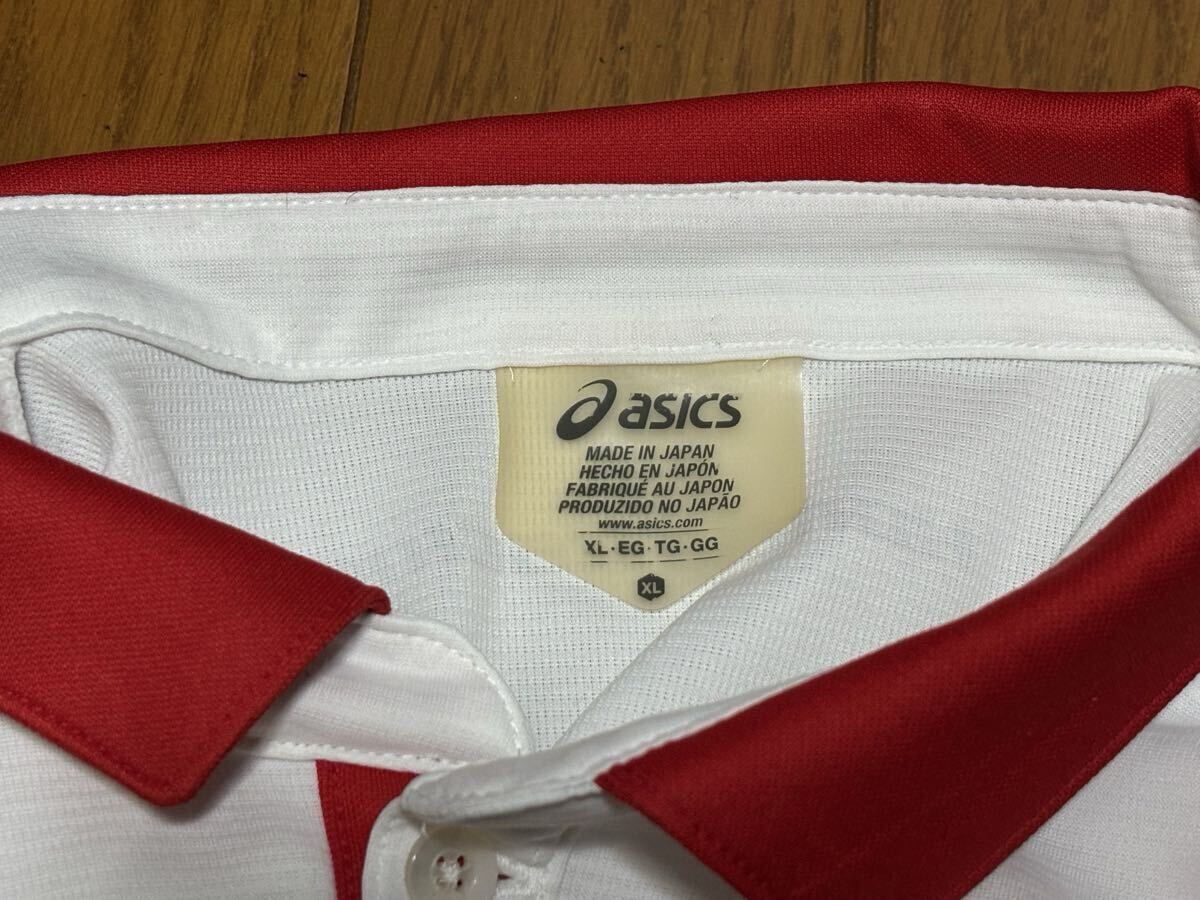 asics
MADE IN JAPAN
HECHO EN JAPÓN
FABRIQUÉ AU JAPON
PRODUZIDO NO JAPÃO
www.asics.com
XL·EG·TG·GG
XL